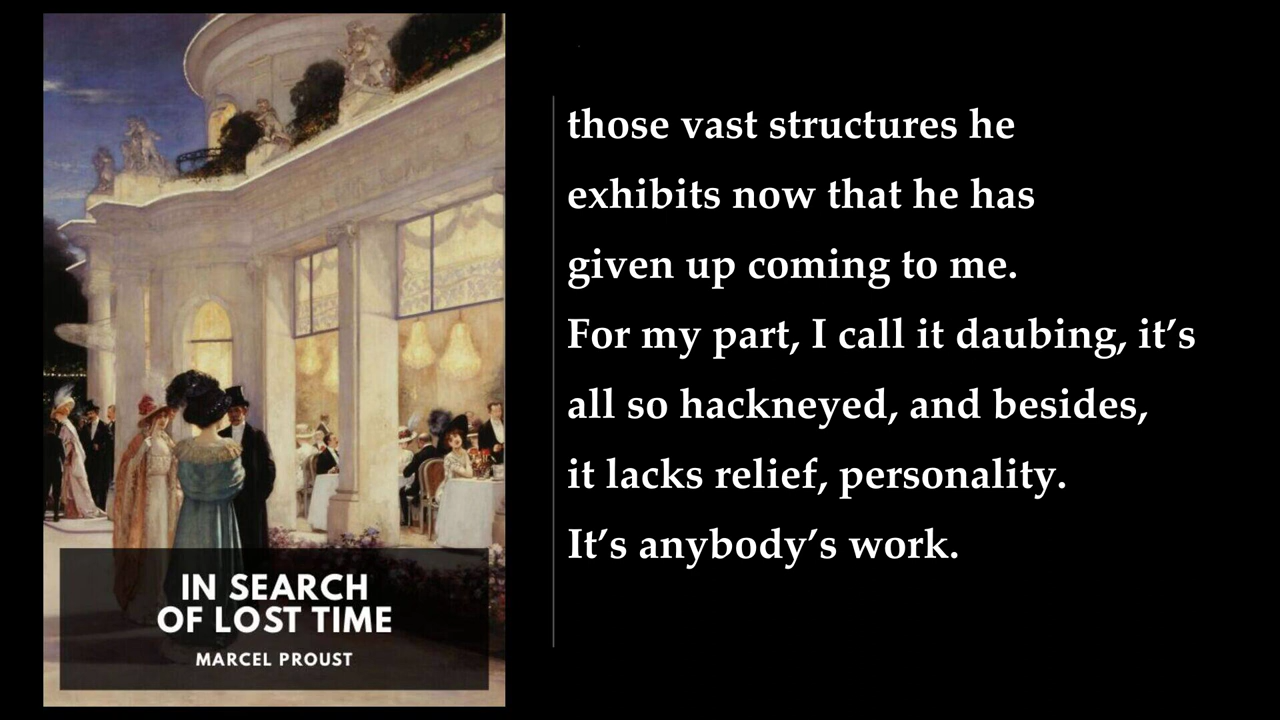 IN SEARCH
OF LOST TIME
MARCEL PROUST
those vast structures he
exhibits now that he has
given up coming to me.
For my part, I call it daubing, it’s
all so hackneyed, and besides,
it lacks relief, personality.
It’s anybody’s work.